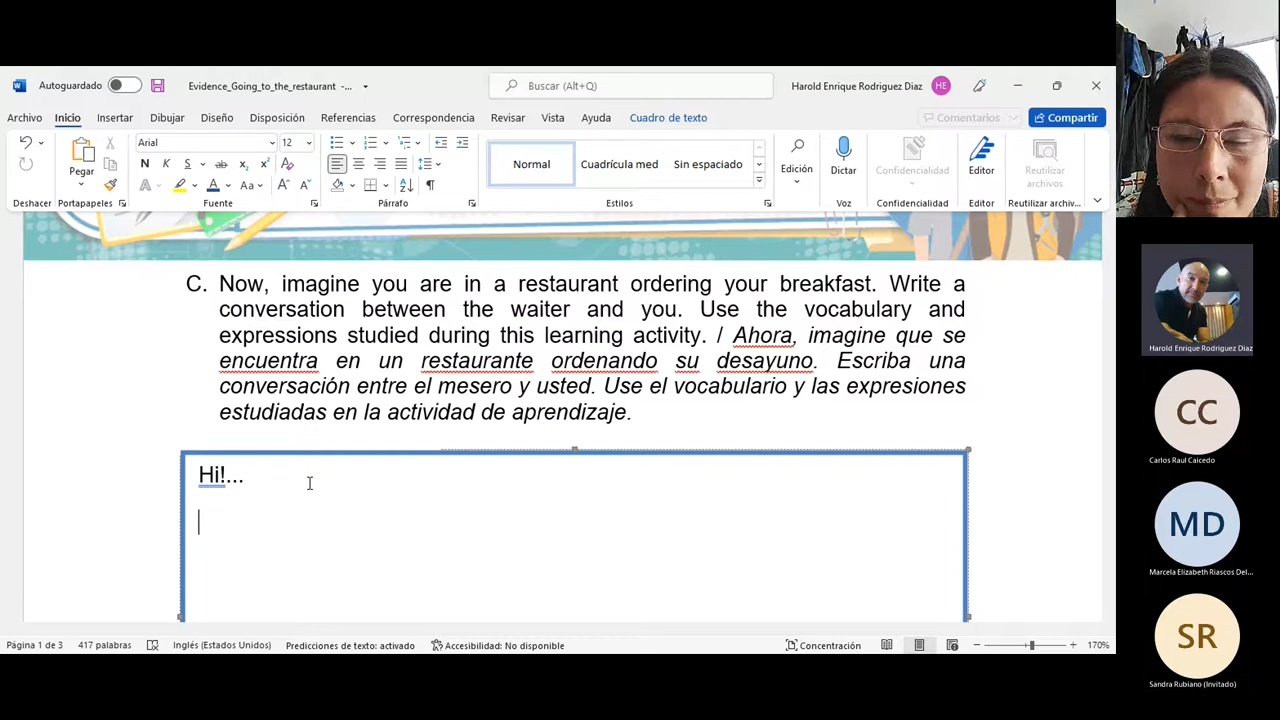 Autoguardado
Evidence_Going_to_the_restaurant -...
Buscar (Alt+Q)
Harold Enrique Rodriguez Diaz
HE
Archivo Inicio Insertar Dibujar Diseño Disposición Referencias Correspondencia Revisar Vista Ayuda Cuadro de texto
Comentarios
Compartir
Pegar
Arial
12
Normal
Cuadrícula med
Sin espaciado
Edición
Dictar
Confidencialidad
Editor
Reutilizar
archivos
Deshacer
Portapapeles
Fuente
Párrafo
Estilos
Voz
Confidencialidad
Editor
Reutilizar archiv...
C. Now, imagine you are in a restaurant ordering your breakfast. Write a
conversation between the waiter and you. Use the vocabulary and
expressions studied during this learning activity. / Ahora, imagine que se
encuentra en un restaurante ordenando su desayuno. Escriba una
conversación entre el mesero y usted. Use el vocabulario y las expresiones
estudiadas en la actividad de aprendizaje.
Hi!...
Página 1 de 3
417 palabras
Inglés (Estados Unidos)
Predicciones de texto: activado
Accesibilidad: No disponible
Concentración
170%
Harold Enrique Rodriguez Diaz
CC
Carlos Raul Caicedo
MD
Marcela Elizabeth Riascos Del...
SR
Sandra Rubiano (Invitado)